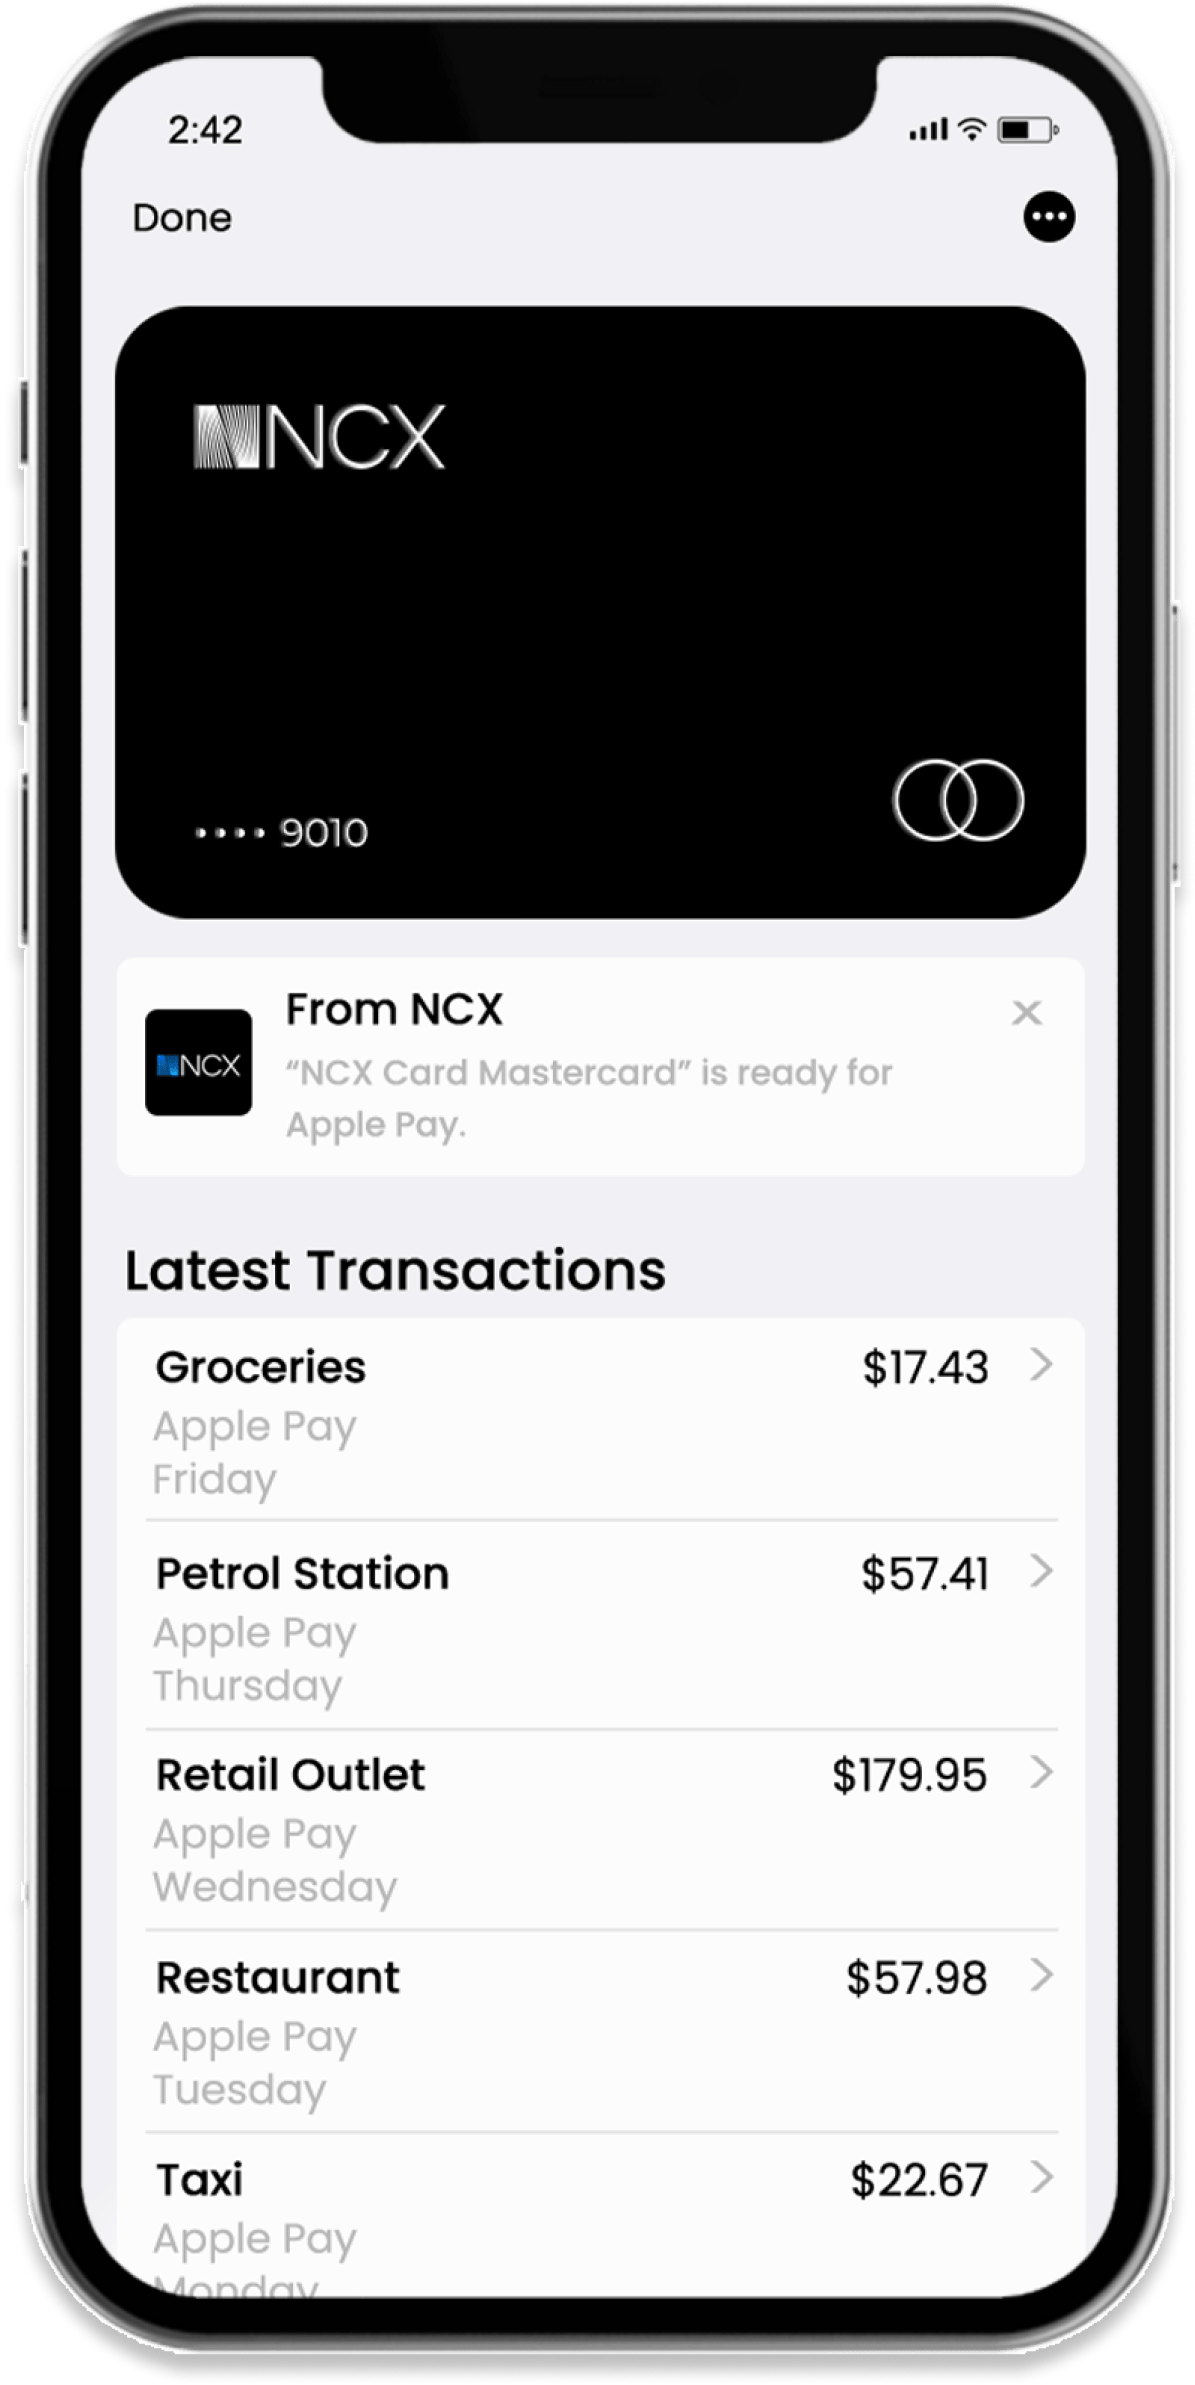 2:42
Done
NCX
•••• 9010
From NCX
NCX
“NCX Card Mastercard” is ready for
Apple Pay.
Latest Transactions
Groceries $17.43
Apple Pay
Friday
Petrol Station $57.41
Apple Pay
Thursday
Retail Outlet $179.95
Apple Pay
Wednesday
Restaurant $57.98
Apple Pay
Tuesday
Taxi $22.67
Apple Pay
Monday